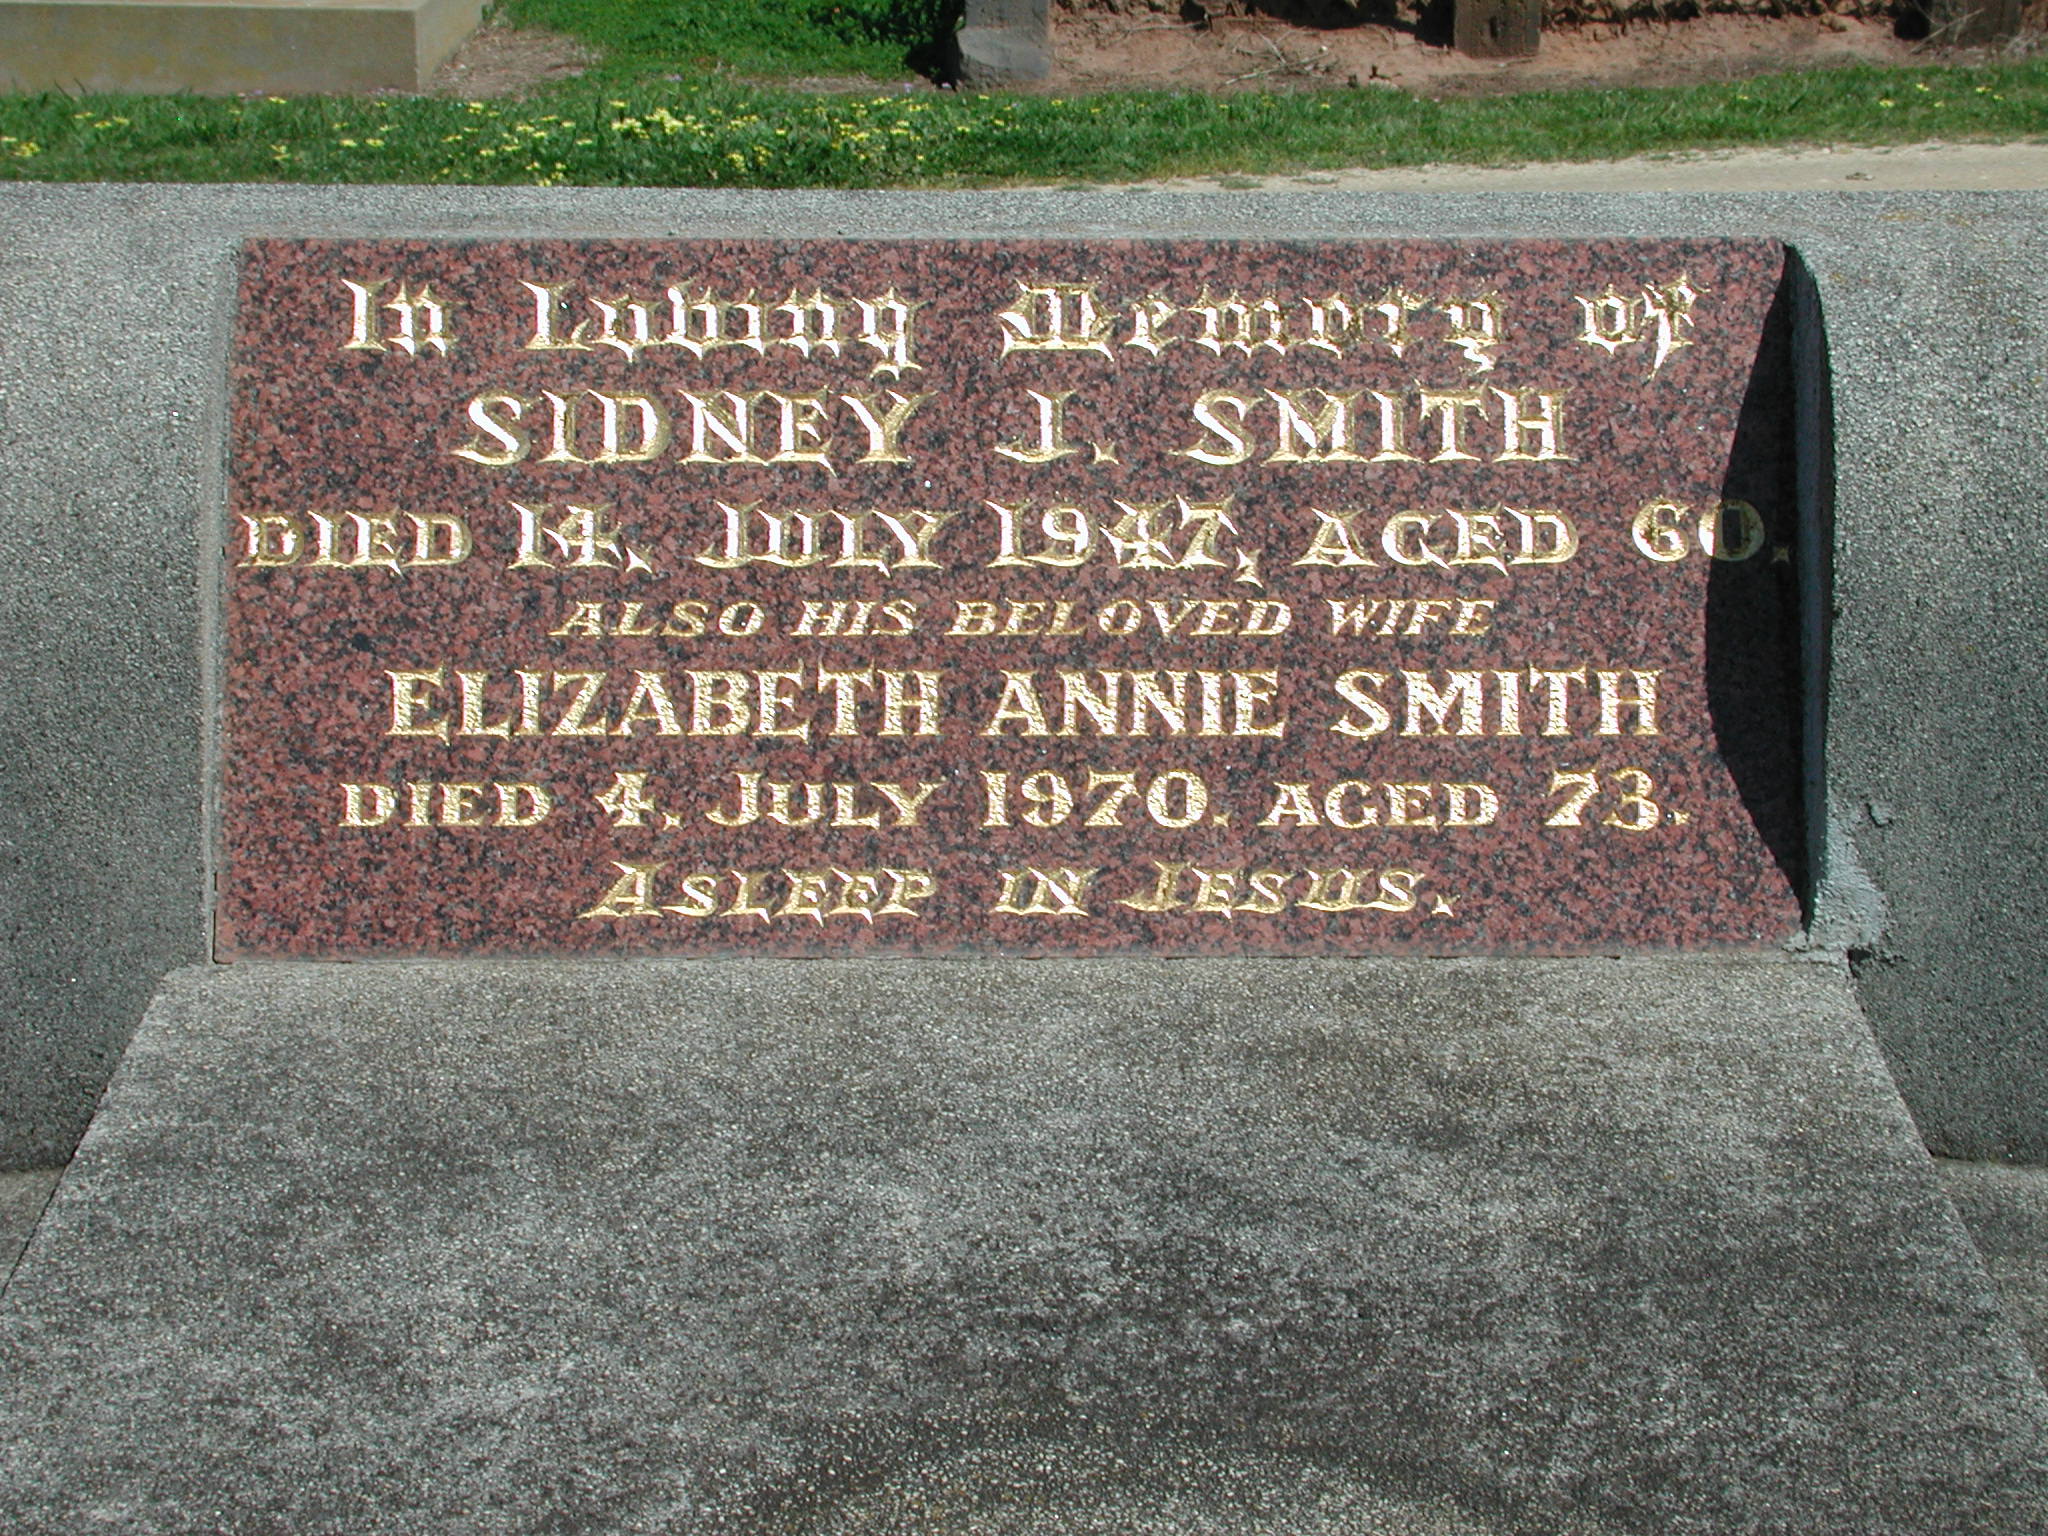 In Loving Memory of
SIDNEY J. SMITH
DIED 14, JULY 1947, AGED 60.
ALSO HIS BELOVED WIFE
ELIZABETH ANNIE SMITH
DIED 4, JULY 1970. AGED 73.
ASLEEP IN JESUS.